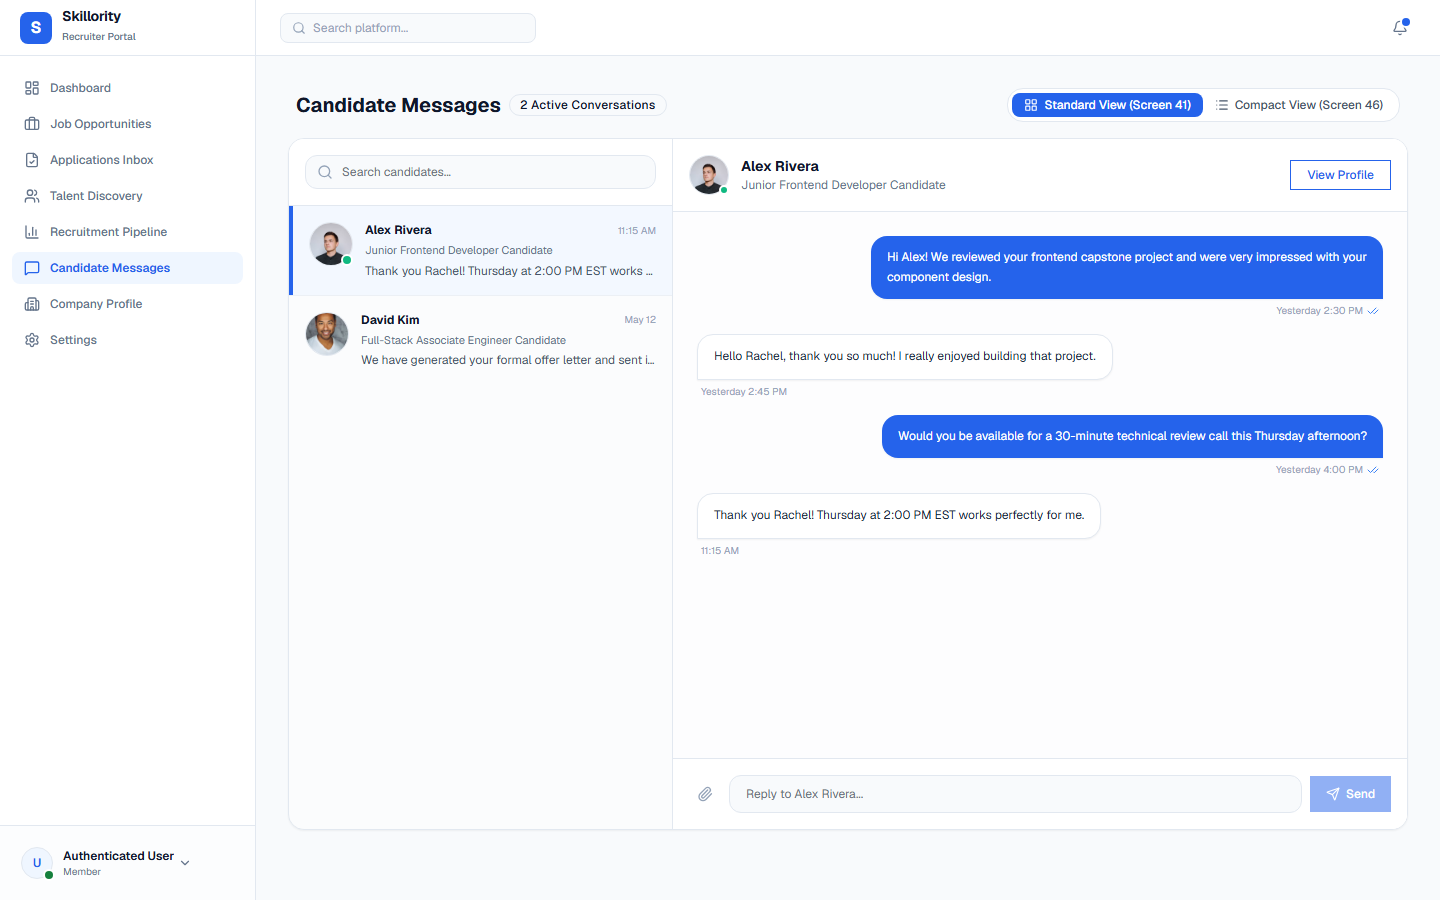 S
Skillority
Recruiter Portal
Search platform...
Dashboard
Job Opportunities
Applications Inbox
Talent Discovery
Recruitment Pipeline
Candidate Messages
Company Profile
Settings
U
Authenticated User
Member
Candidate Messages
2 Active Conversations
Standard View (Screen 41)
Compact View (Screen 46)
Search candidates...
Alex Rivera
11:15 AM
Junior Frontend Developer Candidate
Thank you Rachel! Thursday at 2:00 PM EST works ...
David Kim
May 12
Full-Stack Associate Engineer Candidate
We have generated your formal offer letter and sent i...
Alex Rivera
Junior Frontend Developer Candidate
View Profile
Hi Alex! We reviewed your frontend capstone project and were very impressed with your
component design.
Yesterday 2:30 PM
Hello Rachel, thank you so much! I really enjoyed building that project.
Yesterday 2:45 PM
Would you be available for a 30-minute technical review call this Thursday afternoon?
Yesterday 4:00 PM
Thank you Rachel! Thursday at 2:00 PM EST works perfectly for me.
11:15 AM
Reply to Alex Rivera...
Send